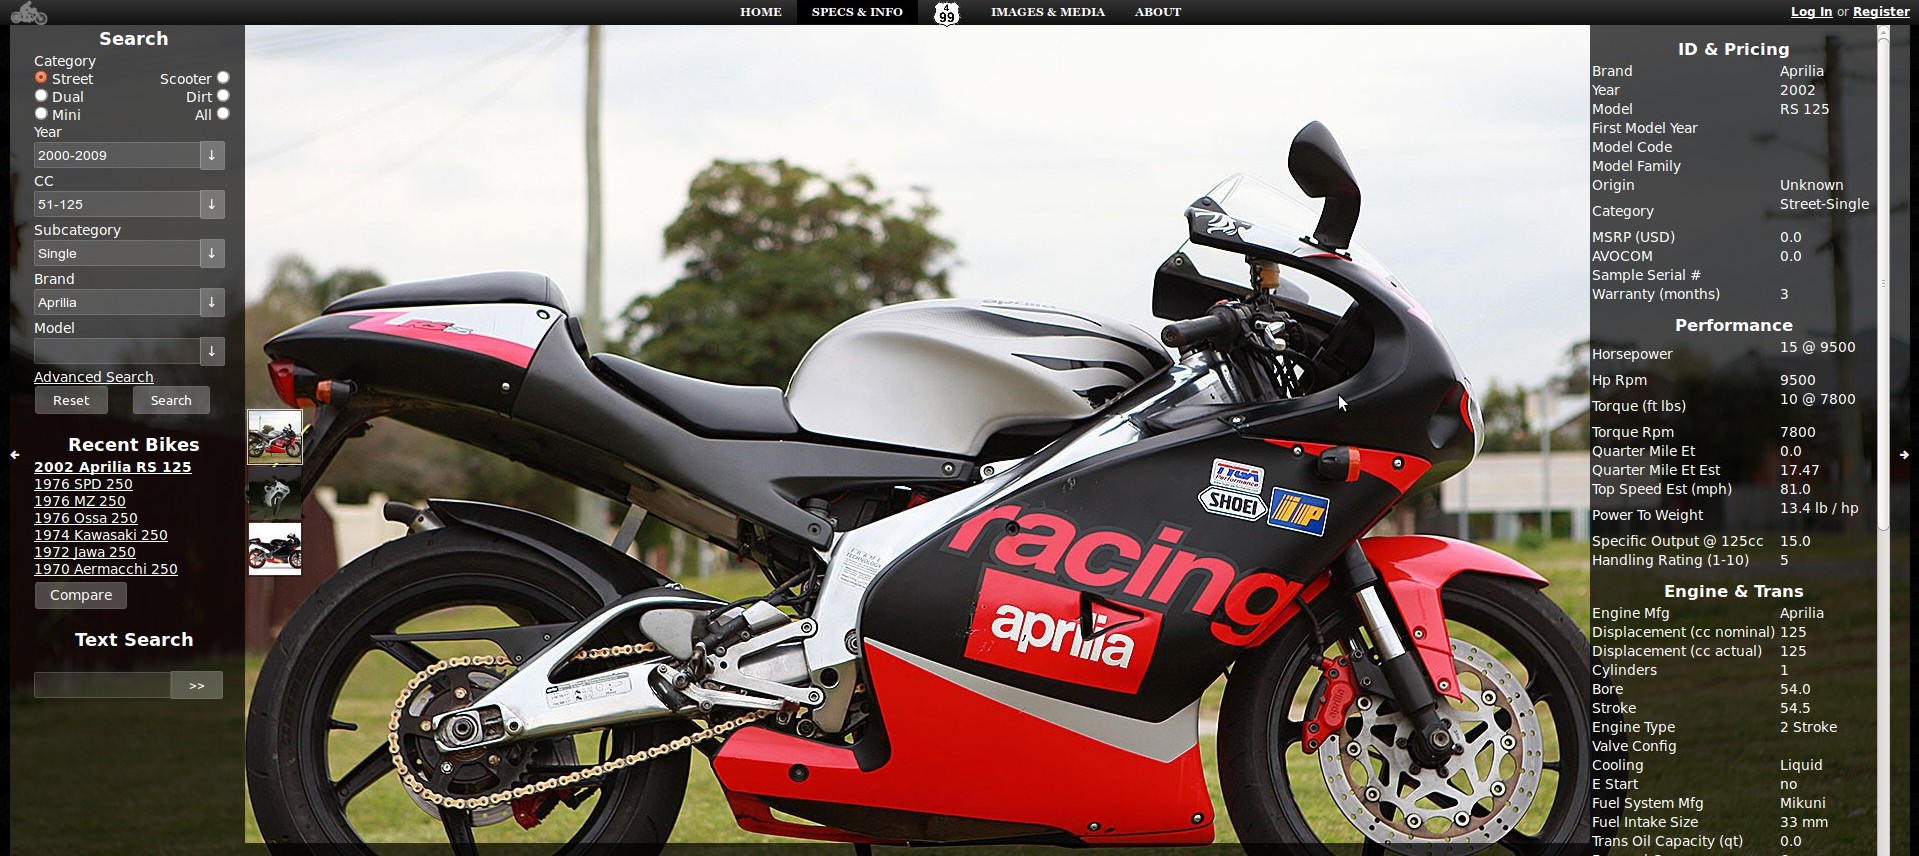 HOME
SPECS & INFO
4
99
IMAGES & MEDIA
ABOUT
Log In or Register
Search
Category
Street
Scooter
Dual
Dirt
Mini
All
Year
2000-2009
↓
CC
51-125
↓
Subcategory
Single
↓
Brand
Aprilia
↓
Model
↓
Advanced Search
Reset
Search
Recent Bikes
2002 Aprilia RS 125
1976 SPD 250
1976 MZ 250
1976 Ossa 250
1974 Kawasaki 250
1972 Jawa 250
1970 Aermacchi 250
Compare
Text Search
>>
aprilia
TYGA
Performance
SHOEI
racing
aprilia
FRAME
TECHNOLOGY
aprilia
ID & Pricing
Brand Aprilia
Year 2002
Model RS 125
First Model Year
Model Code
Model Family
Origin Unknown
Category Street-Single
MSRP (USD) 0.0
AVOCOM 0.0
Sample Serial #
Warranty (months) 3
Performance
Horsepower 15 @ 9500
Hp Rpm 9500
Torque (ft lbs) 10 @ 7800
Torque Rpm 7800
Quarter Mile Et 0.0
Quarter Mile Et Est 17.47
Top Speed Est (mph) 81.0
Power To Weight 13.4 lb / hp
Specific Output @ 125cc 15.0
Handling Rating (1-10) 5
Engine & Trans
Engine Mfg Aprilia
Displacement (cc nominal) 125
Displacement (cc actual) 125
Cylinders 1
Bore 54.0
Stroke 54.5
Engine Type 2 Stroke
Valve Config
Cooling Liquid
E Start no
Fuel System Mfg Mikuni
Fuel Intake Size 33 mm
Trans Oil Capacity (qt) 0.0